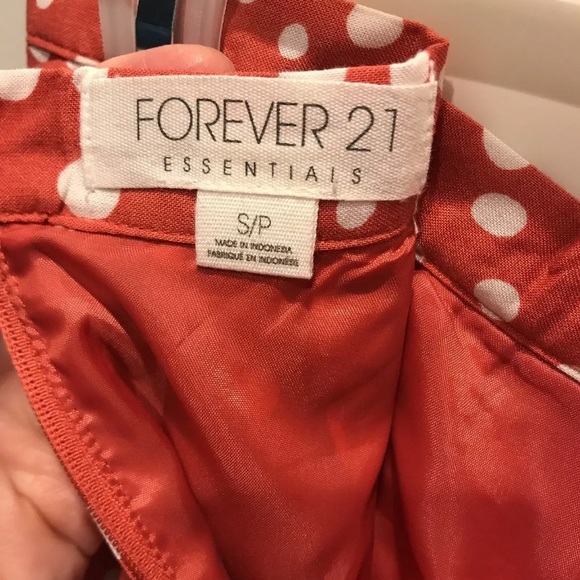 FOREVER 21
ESSENTIALS
S/P
MADE IN INDONESIA
FABRIQUÉ EN INDONÉSIE